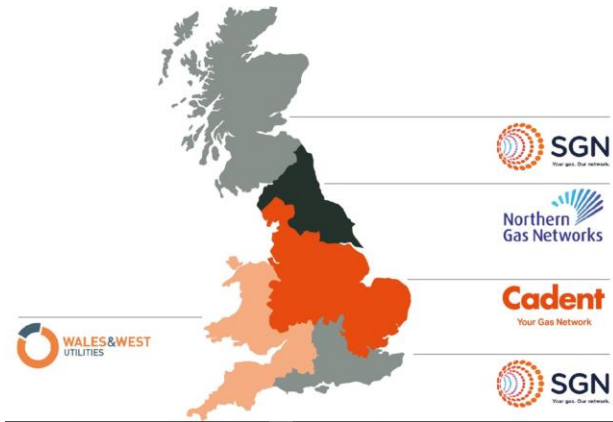 SGN
Your gas. Our network.
Northern
Gas Networks
Cadent
Your Gas Network
WALES&WEST
UTILITIES
SGN
Your gas. Our network.